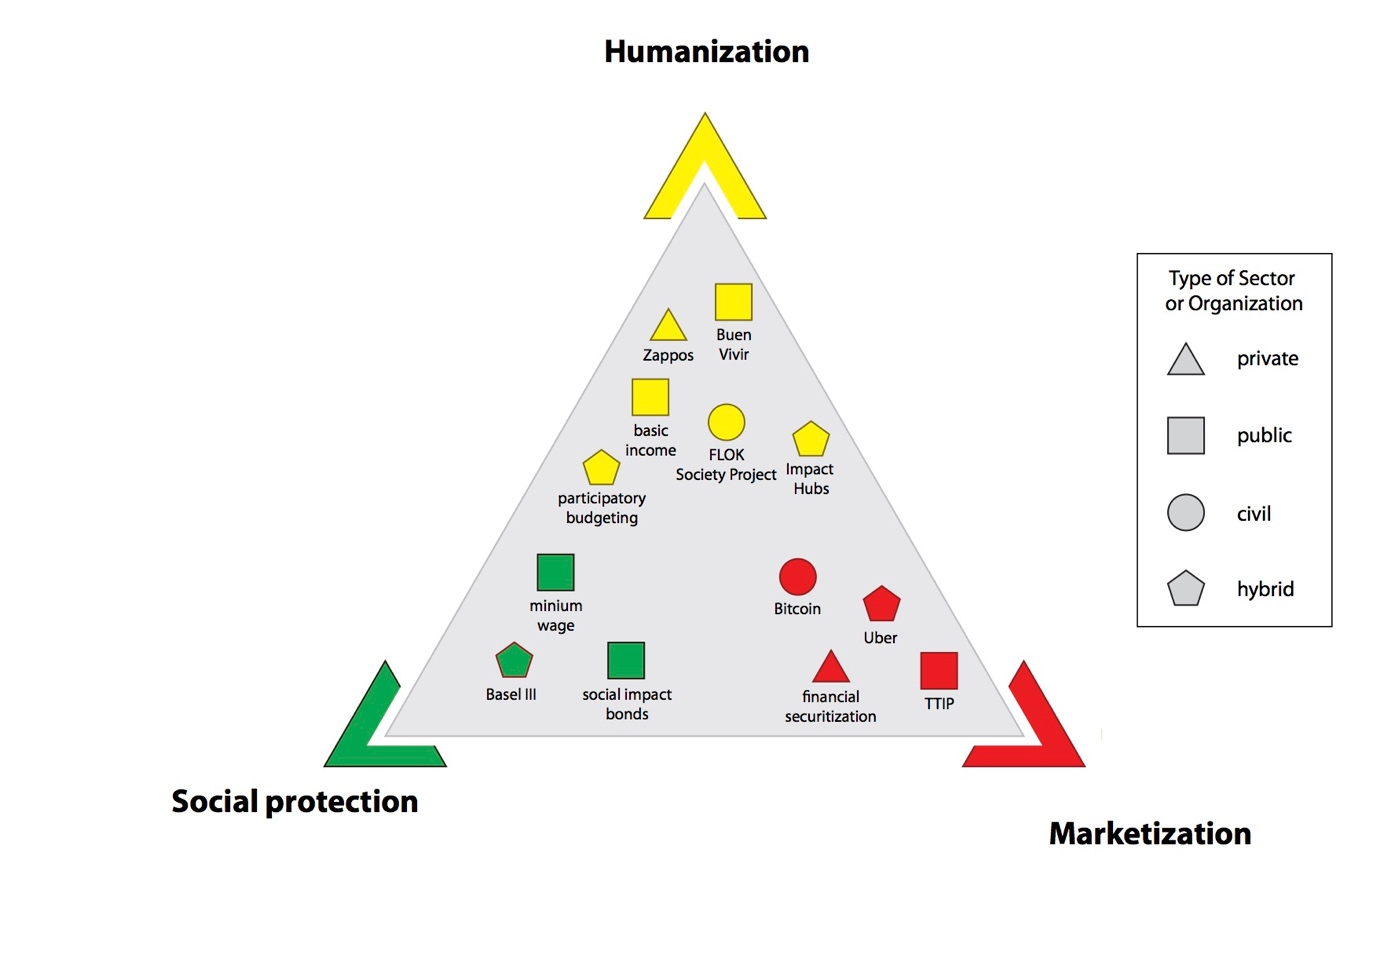 Humanization
Type of Sector
or Organization
private
public
civil
hybrid
Buen
Vivir
Zappos
basic
income
FLOK
Society Project
Impact
Hubs
participatory
budgeting
minium
wage
Bitcoin
Uber
Basel III
social impact
bonds
financial
securitization
TTIP
Social protection
Marketization